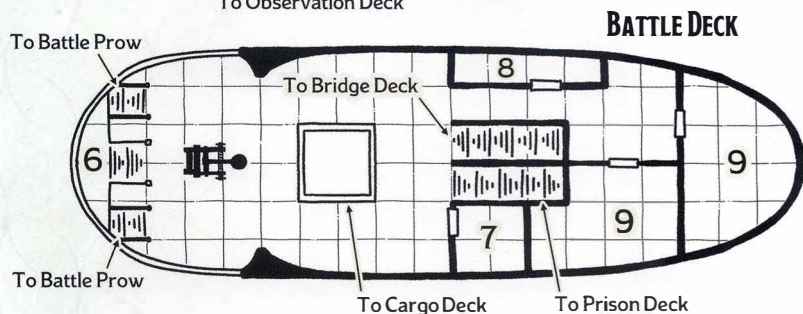 To Observation Deck
BATTLE DECK
To Battle Prow
8
To Bridge Deck
6
9
9
7
To Battle Prow
To Cargo Deck
To Prison Deck